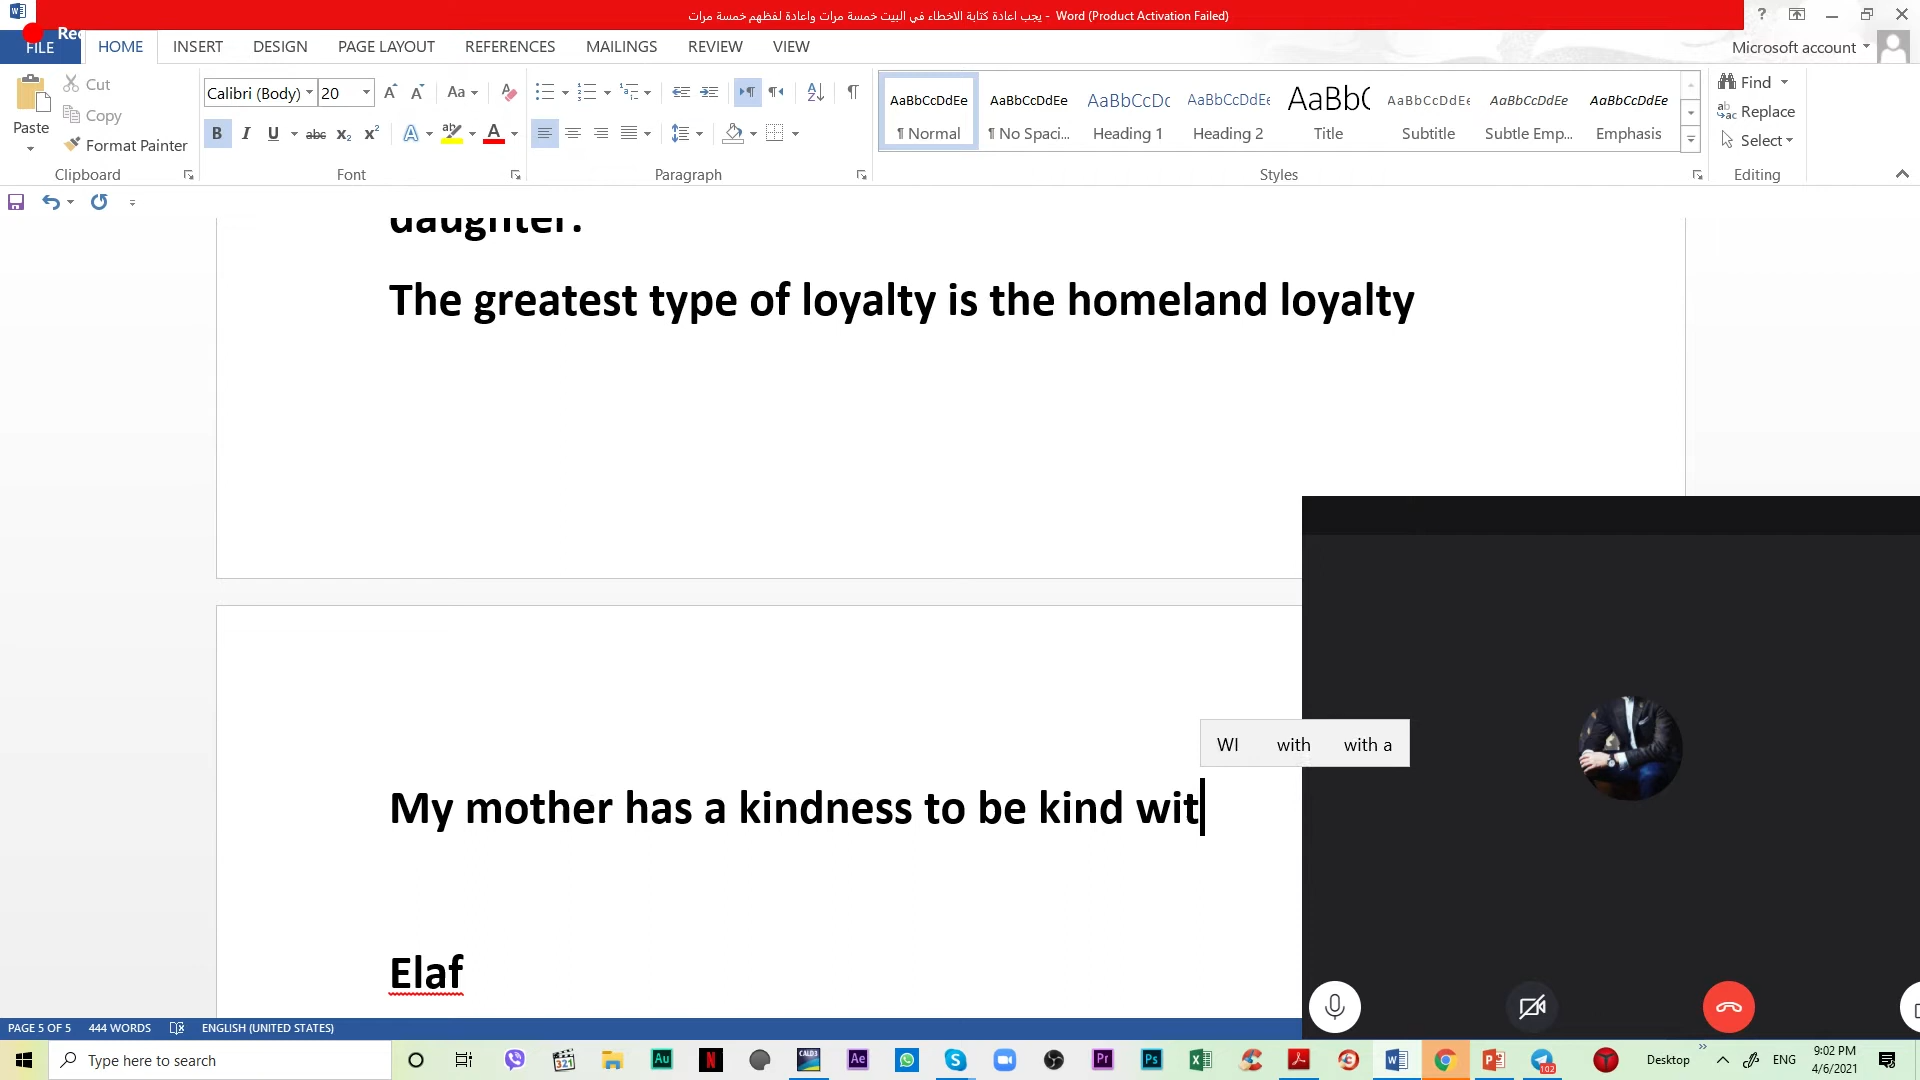 يجب اعادة كتابة الاخطاء في البيت خمسة مرات واعادة لفظهم خمسة مرات - Word (Product Activation Failed)
Rec
FILE HOME INSERT DESIGN PAGE LAYOUT REFERENCES MAILINGS REVIEW VIEW
Microsoft account
Paste
Cut
Copy
Format Painter
Clipboard
Calibri (Body) 20
Font
Paragraph
AaBbCcDdEe AaBbCcDdEe AaBbCcDc AaBbCcDdEe AaBbC AaBbCcDdEe AaBbCcDdEe AaBbCcDdEe
¶ Normal ¶ No Spaci... Heading 1 Heading 2 Title Subtitle Subtle Emp... Emphasis
Styles
Find
Replace
Select
Editing
daughter.
The greatest type of loyalty is the homeland loyalty
WI with with a
My mother has a kindness to be kind wit
Elaf
PAGE 5 OF 5 444 WORDS ENGLISH (UNITED STATES)
Type here to search
Desktop
ENG
9:02 PM
4/6/2021